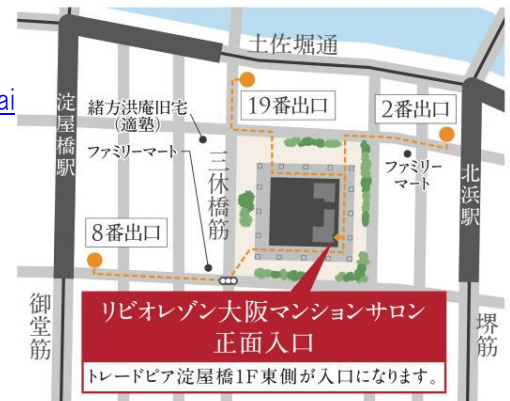 土佐堀通
19番出口
2番出口
ai
淀屋橋駅
緒方洪庵旧宅
(適塾)
ファミリーマート
三休橋筋
ファミリー
マート
北浜駅
8番出口
御堂筋
堺筋
リビオレゾン大阪マンションサロン
正面入口
トレードピア淀屋橋1F東側が入口になります。